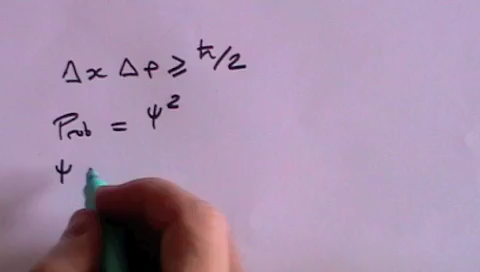 Δx Δp ≥ ℏ/2
Prob = ψ²
ψ